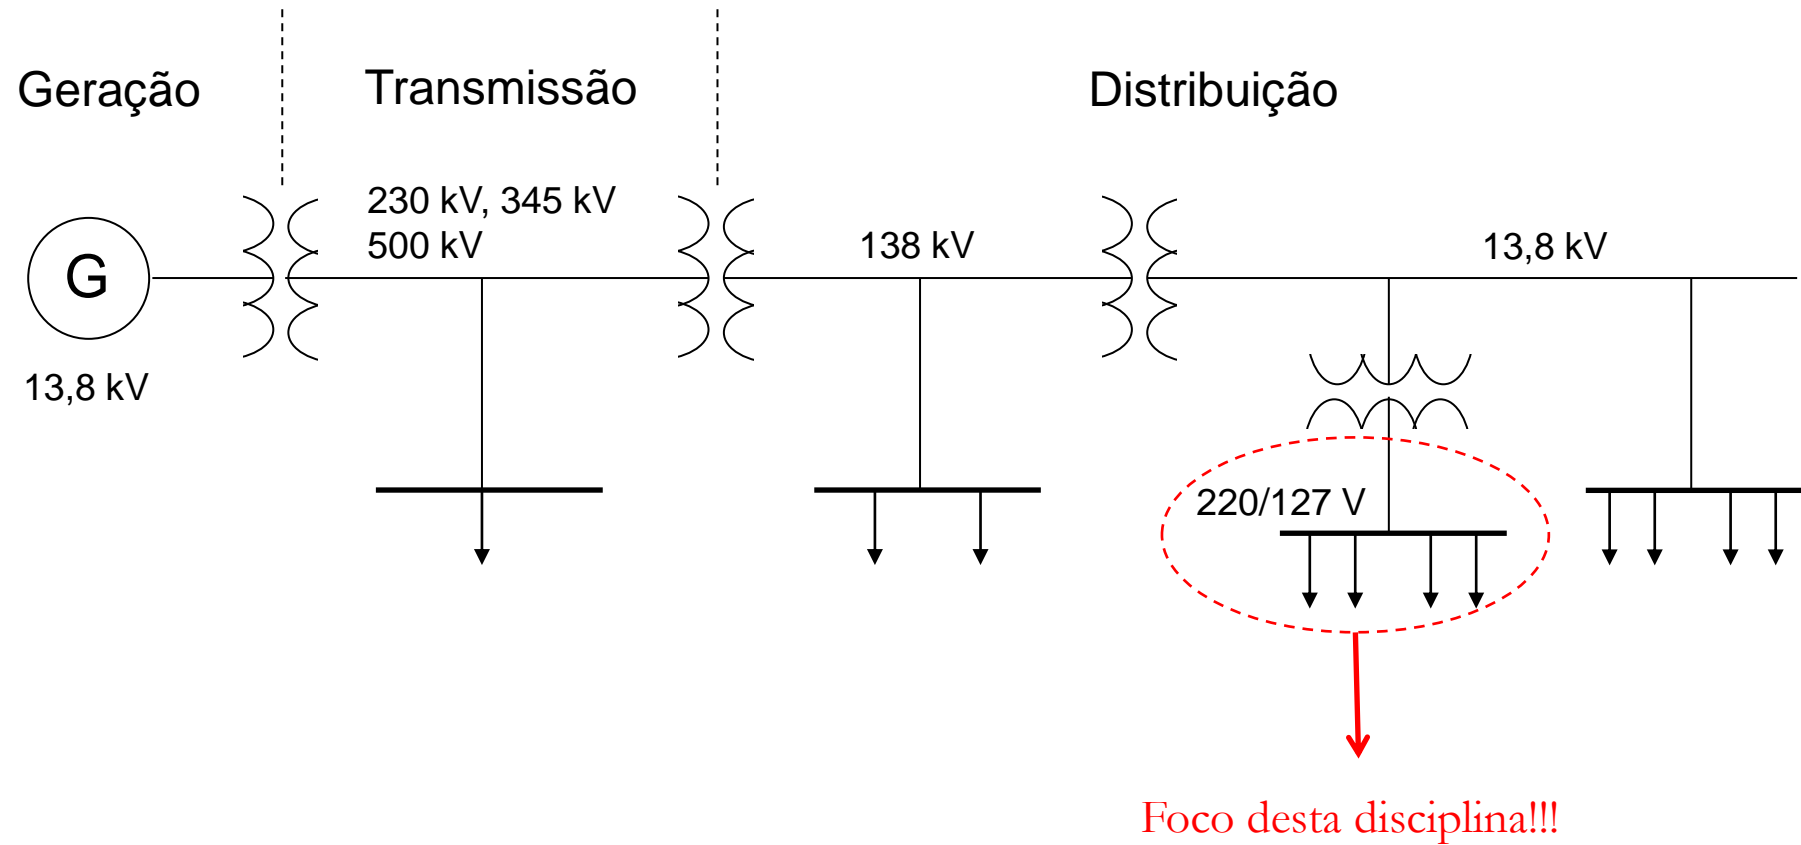 Geração
Transmissão
Distribuição
230 kV, 345 kV
500 kV
138 kV
13,8 kV
G
13,8 kV
220/127 V
Foco desta disciplina!!!